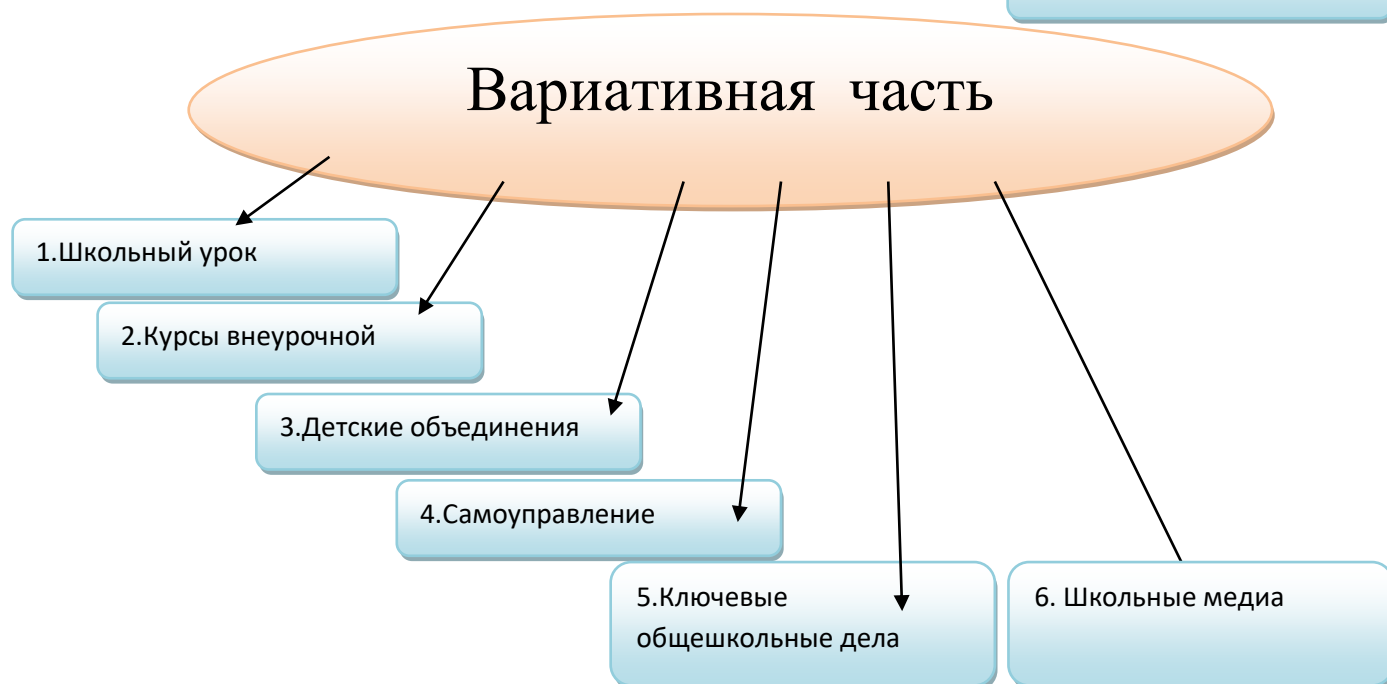 Вариативная часть
1.Школьный урок
2.Курсы внеурочной
3.Детские объединения
4.Самоуправление
5.Ключевые
общешкольные дела
6. Школьные медиа